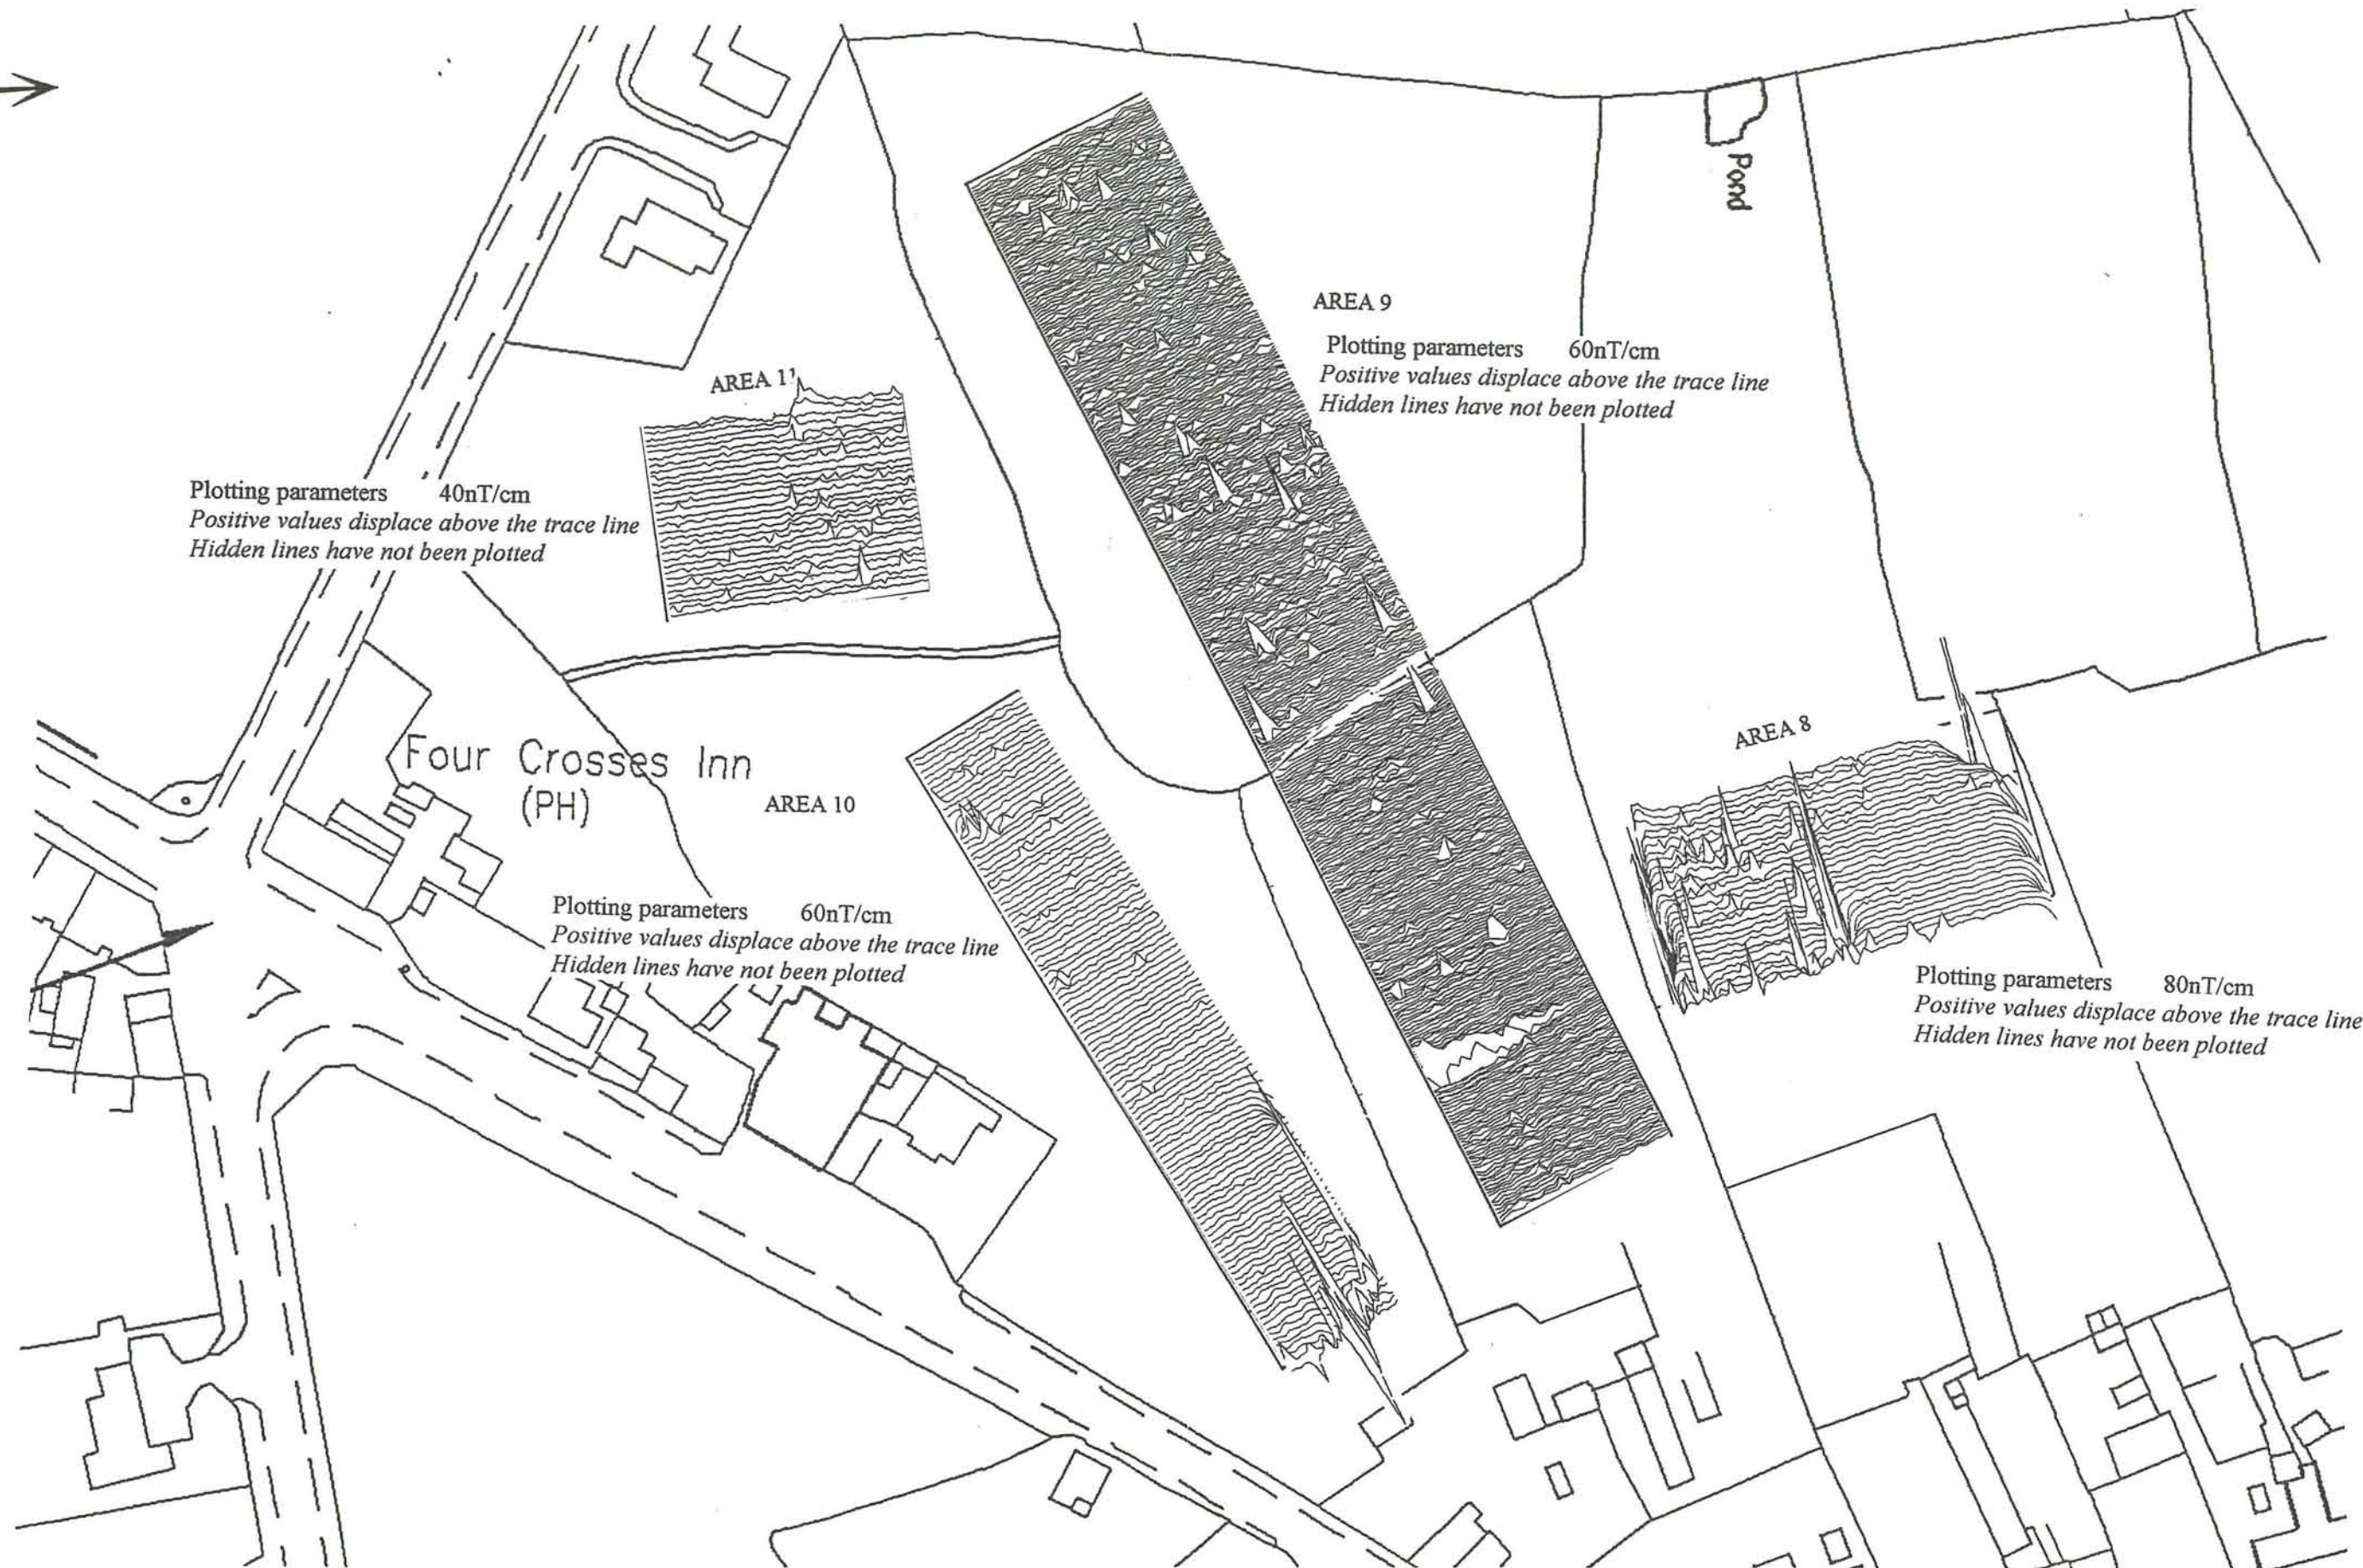 Pond
AREA 9
Plotting parameters 60nT/cm
Positive values displace above the trace line
Hidden lines have not been plotted
AREA 11
Plotting parameters 40nT/cm
Positive values displace above the trace line
Hidden lines have not been plotted
Four Crosses Inn
(PH)
AREA 10
Plotting parameters 60nT/cm
Positive values displace above the trace line
Hidden lines have not been plotted
AREA 8
Plotting parameters 80nT/cm
Positive values displace above the trace line
Hidden lines have not been plotted